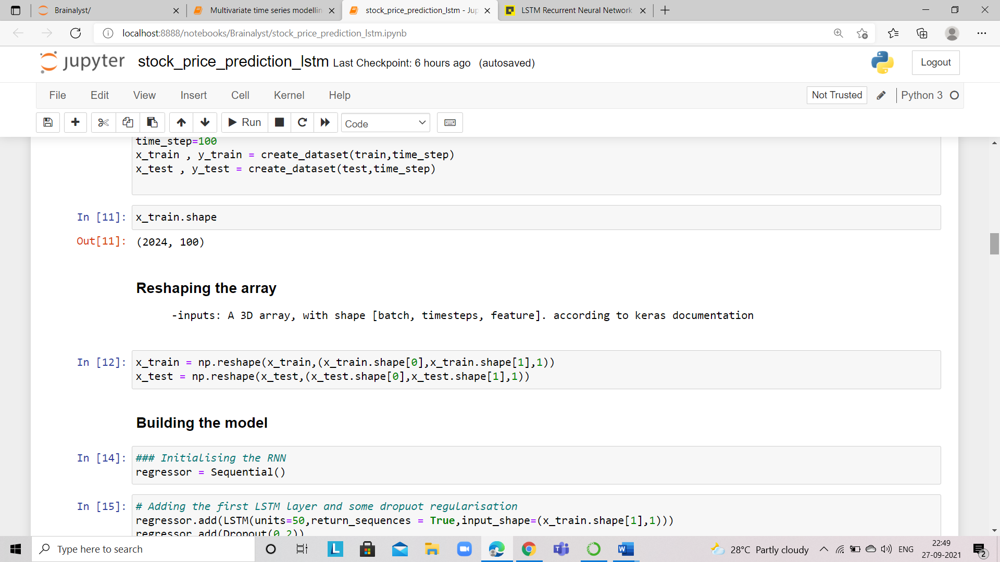 Brainalyst/
Multivariate time series modellin
stock_price_prediction_lstm - Jup
LSTM Recurrent Neural Network
localhost:8888/notebooks/Brainalyst/stock_price_prediction_lstm.ipynb
jupyter stock_price_prediction_lstm Last Checkpoint: 6 hours ago (autosaved)
Logout
File Edit View Insert Cell Kernel Help
Not Trusted
Python 3
Run
Code
time_step=100
x_train , y_train = create_dataset(train,time_step)
x_test , y_test = create_dataset(test,time_step)
In [11]: x_train.shape
Out[11]: (2024, 100)
Reshaping the array
-inputs: A 3D array, with shape [batch, timesteps, feature]. according to keras documentation
In [12]: x_train = np.reshape(x_train,(x_train.shape[0],x_train.shape[1],1))
x_test = np.reshape(x_test,(x_test.shape[0],x_test.shape[1],1))
Building the model
In [14]: ### Initialising the RNN
regressor = Sequential()
In [15]: # Adding the first LSTM layer and some dropuot regularisation
regressor.add(LSTM(units=50,return_sequences = True,input_shape=(x_train.shape[1],1)))
regressor.add(Dropout(0.2))
Type here to search
28°C Partly cloudy
ENG
22:49
27-09-2021
2